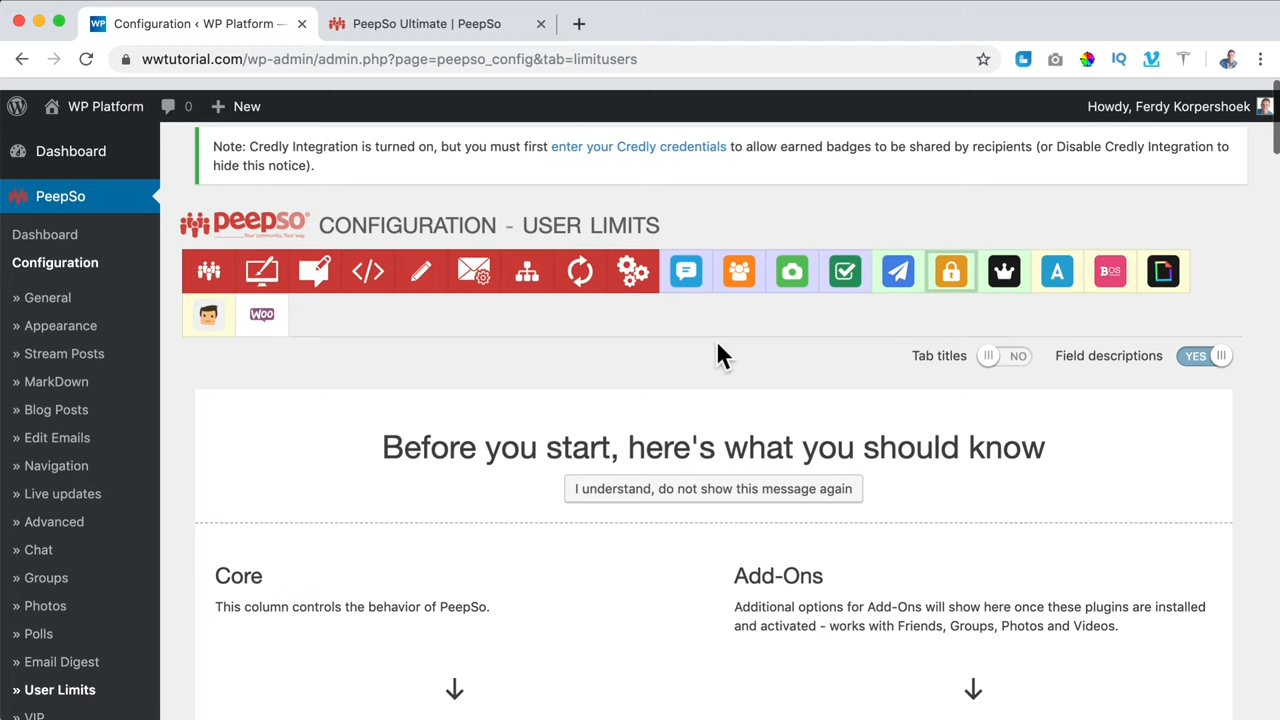 Configuration ‹ WP Platform —
PeepSo Ultimate | PeepSo
wwtutorial.com/wp-admin/admin.php?page=peepso_config&tab=limitusers
WP Platform
0
New
Howdy, Ferdy Korpershoek
Dashboard
PeepSo
Dashboard
Configuration
» General
» Appearance
» Stream Posts
» MarkDown
» Blog Posts
» Edit Emails
» Navigation
» Live updates
» Advanced
» Chat
» Groups
» Photos
» Polls
» Email Digest
» User Limits
» VIP
Note: Credly Integration is turned on, but you must first enter your Credly credentials to allow earned badges to be shared by recipients (or Disable Credly Integration to
hide this notice).
peepso CONFIGURATION - USER LIMITS
A
BOS
WOO
Tab titles NO
Field descriptions YES
Before you start, here's what you should know
I understand, do not show this message again
Core
This column controls the behavior of PeepSo.
Add-Ons
Additional options for Add-Ons will show here once these plugins are installed
and activated - works with Friends, Groups, Photos and Videos.